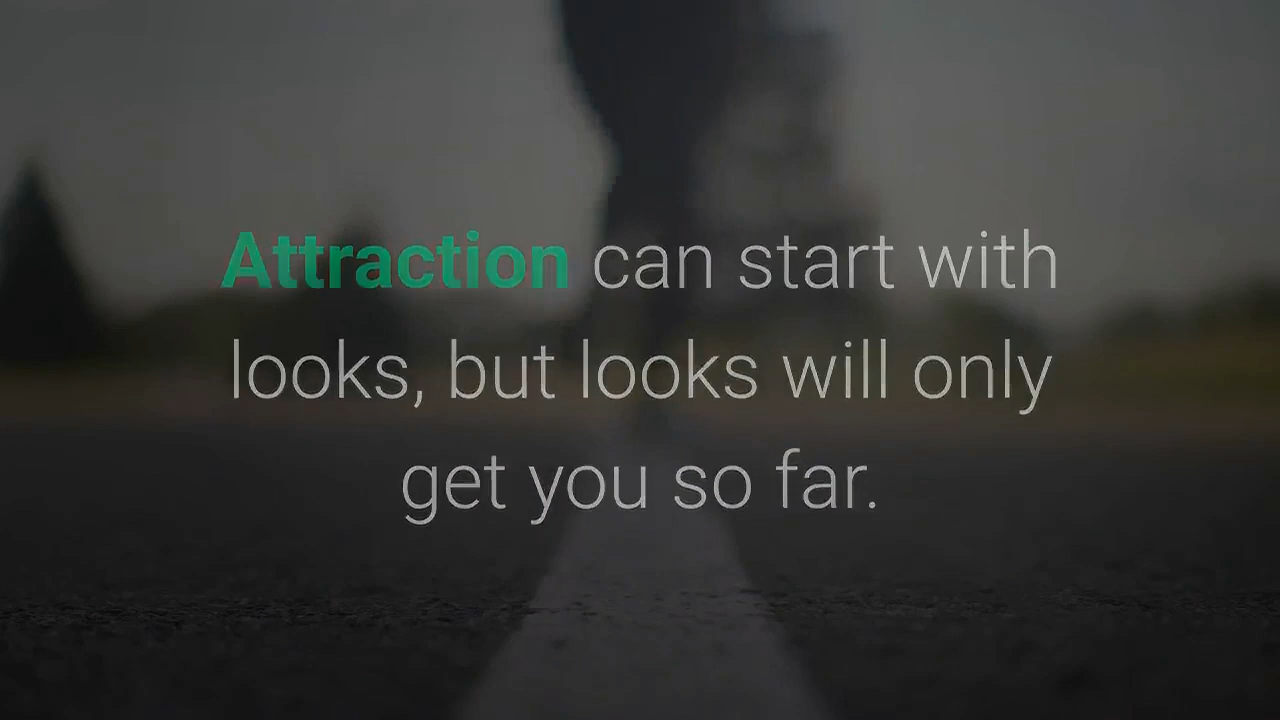 Attraction can start with
looks, but looks will only
get you so far.